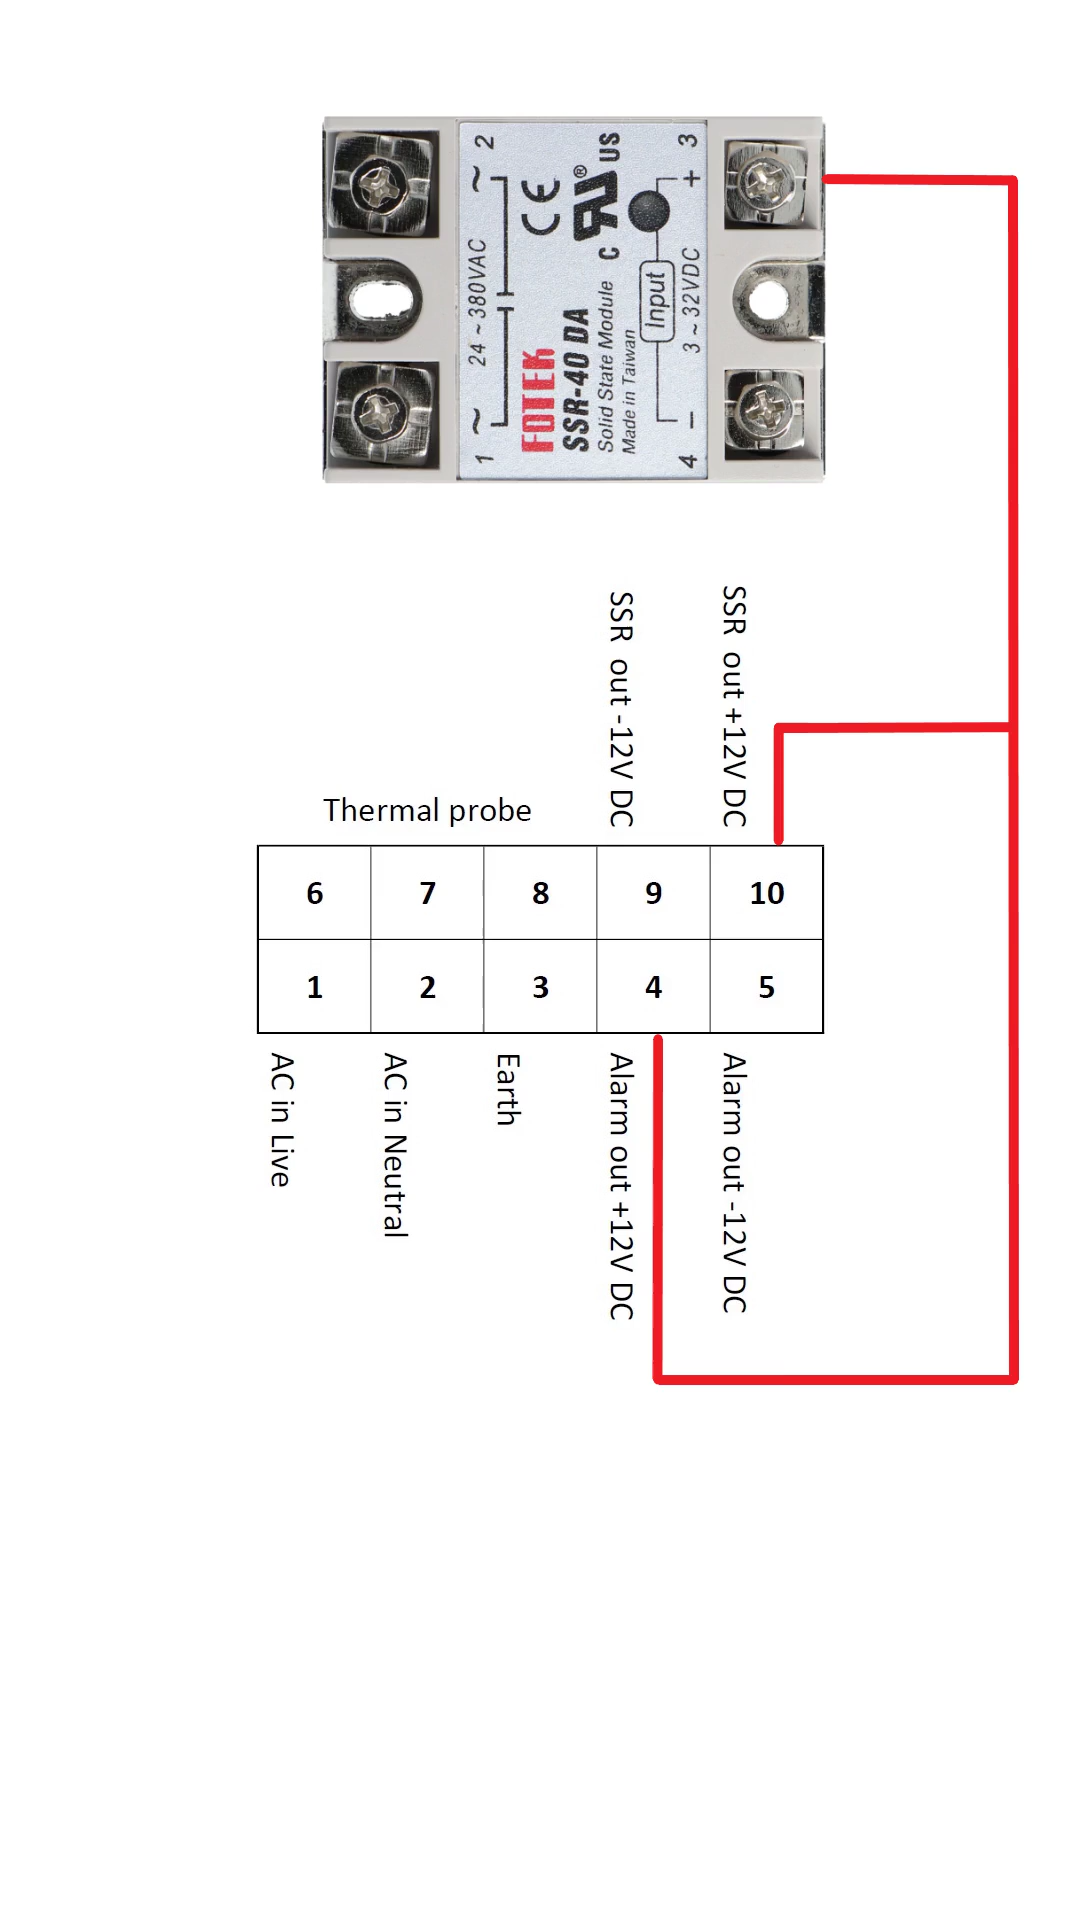 1 ~ 24 ~ 380VAC ~ 2
FOTEK CE
SSR-40 DA
Solid State Module C UR® US
Made in Taiwan
Input
4 − 3 ~ 32VDC + 3
SSR out -12V DC
SSR out +12V DC
Thermal probe
6 7 8 9 10
1 2 3 4 5
AC in Live
AC in Neutral
Earth
Alarm out +12V DC
Alarm out -12V DC